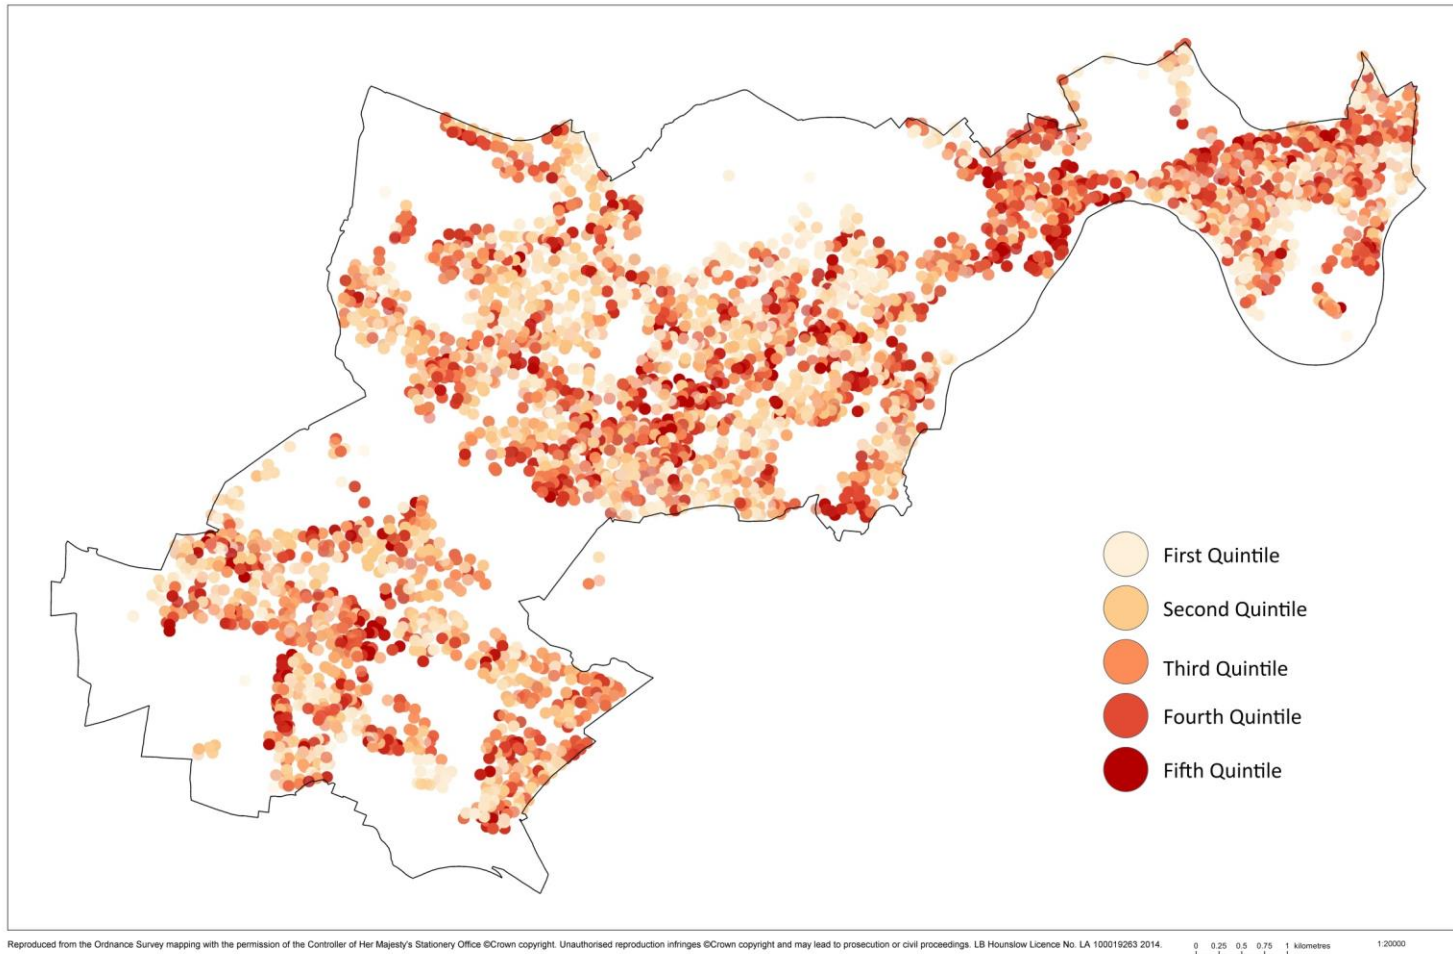 First Quintile
Second Quintile
Third Quintile
Fourth Quintile
Fifth Quintile
Reproduced from the Ordnance Survey mapping with the permission of the Controller of Her Majesty's Stationery Office ©Crown copyright. Unauthorised reproduction infringes ©Crown copyright and may lead to prosecution or civil proceedings. LB Hounslow Licence No. LA 100019263 2014.
0 0.25 0.5 0.75 1 kilometres
1:20000